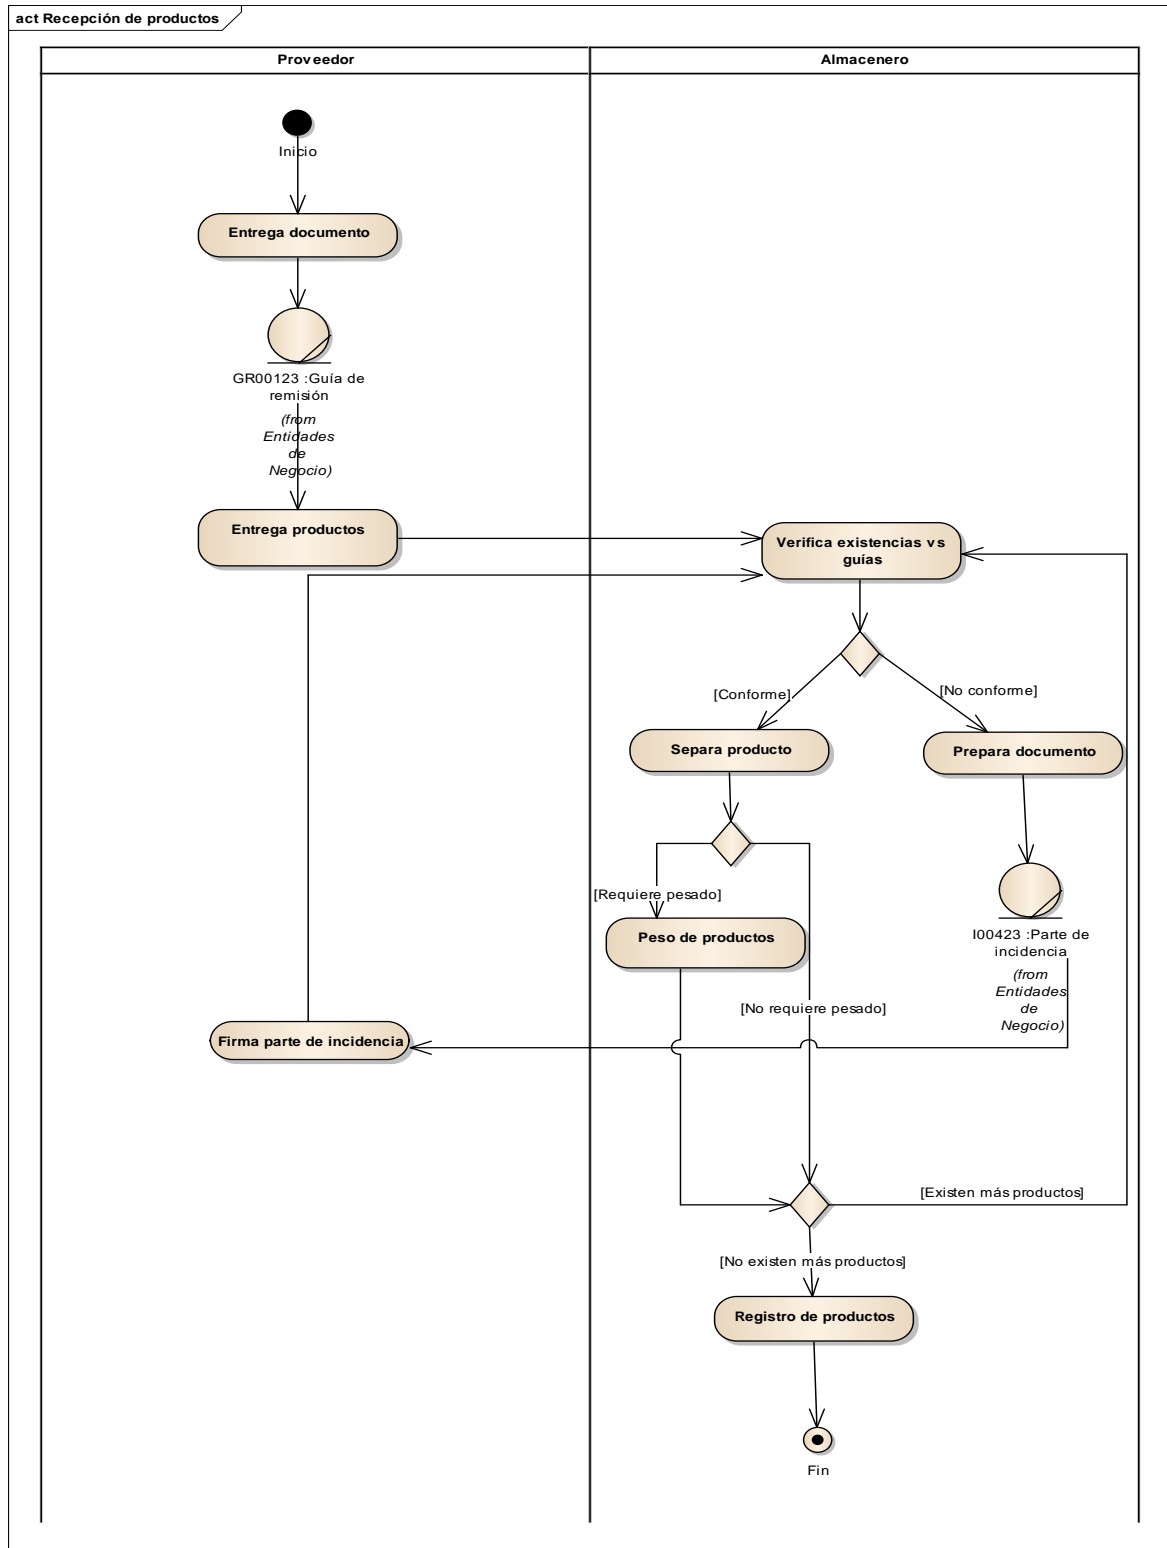 act Recepción de productos
Proveedor
Almacenero
Inicio
Entrega documento
GR00123 :Guía de
remisión
(from
Entidades
de
Negocio)
Entrega productos
Verifica existencias vs
guías
[Conforme]
[No conforme]
Separa producto
Prepara documento
[Requiere pesado]
Peso de productos
I00423 :Parte de
incidencia
(from
Entidades
de
Negocio)
[No requiere pesado]
Firma parte de incidencia
[Existen más productos]
[No existen más productos]
Registro de productos
Fin